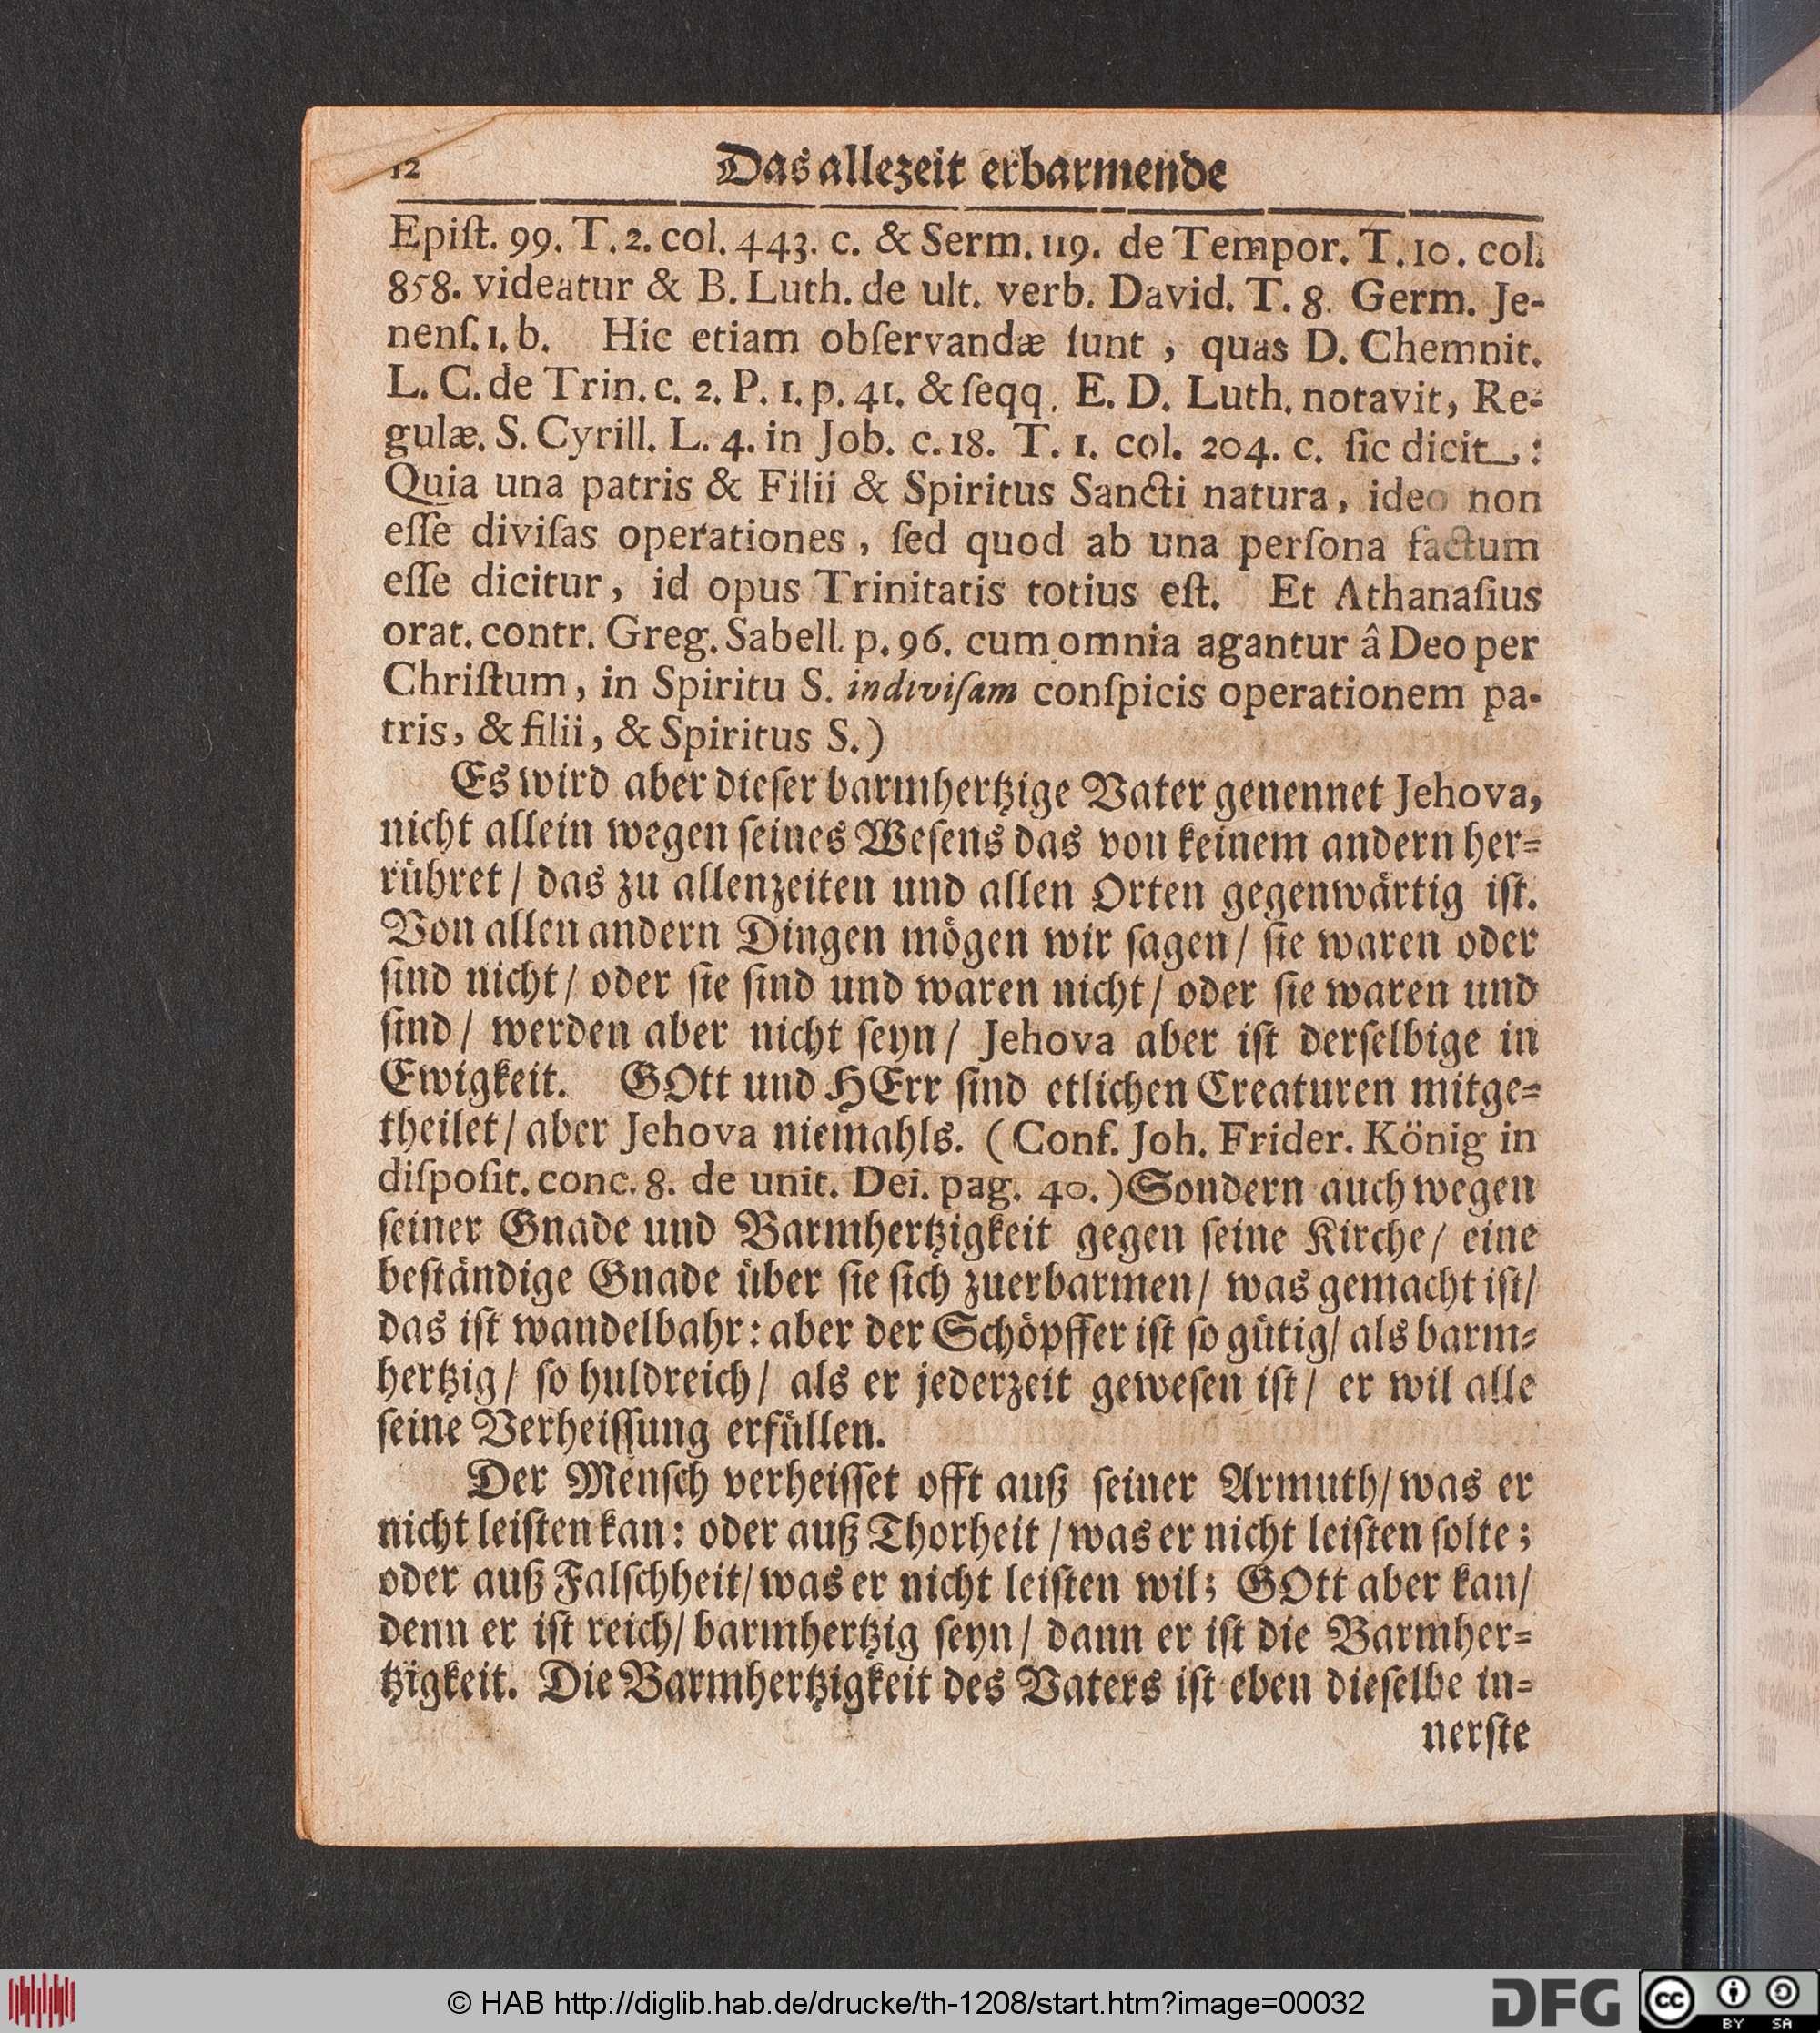 12 Das allezeit erbarmende
Epiſt. 99. T. 2. col. 443. c. & Serm. 119. de Tempor. T. 10. col.
858. videatur & B. Luth. de ult. verb. David. T. 8. Germ. Je-
nenſ. 1. b. Hic etiam obſervandæ ſunt, quas D. Chemnit.
L. C. de Trin. c. 2. P. 1. p. 41. & ſeqq. E. D. Luth. notavit, Re-
gulæ. S. Cyrill. L. 4. in Job. c. 18. T. 1. col. 204. c. ſic dicit:
Quia una patris & Filii & Spiritus Sancti natura, ideo non
eſſe diviſas operationes, ſed quod ab una perſona factum
eſſe dicitur, id opus Trinitatis totius eſt. Et Athanaſius
orat. contr. Greg. Sabell. p. 96. cum omnia agantur â Deo per
Chriſtum, in Spiritu S. indiviſam conſpicis operationem pa-
tris, & filii, & Spiritus S.)
Es wird aber dieſer barmhertzige Vater genennet Jehova,
nicht allein wegen ſeines Weſens das von keinem andern her-
rühret / das zu allenzeiten und allen Orten gegenwärtig iſt.
Von allen andern Dingen mögen wir ſagen / ſie waren oder
ſind nicht / oder ſie ſind und waren nicht / oder ſie waren und
ſind / werden aber nicht ſeyn / Jehova aber iſt derſelbige in
Ewigkeit. GOtt und HErr ſind etlichen Creaturen mitge-
theilet / aber Jehova niemahls. (Conf. Joh. Frider. König in
diſpoſit. conc. 8. de unit. Dei. pag. 40.) Sondern auch wegen
ſeiner Gnade und Barmhertzigkeit gegen ſeine Kirche / eine
beſtändige Gnade über ſie ſich zuerbarmen / was gemacht iſt /
das iſt wandelbahr: aber der Schöpffer iſt ſo gütig / als barm-
hertzig / ſo huldreich / als er jederzeit geweſen iſt / er wil alle
ſeine Verheiſſung erfüllen.
Der Menſch verheiſſet offt auß ſeiner Armuth / was er
nicht leiſten kan: oder auß Thorheit / was er nicht leiſten ſolte;
oder auß Falſchheit / was er nicht leiſten wil; GOtt aber kan /
denn er iſt reich / barmhertzig ſeyn / dann er iſt die Barmher-
tzigkeit. Die Barmhertzigkeit des Vaters iſt eben dieſelbe in-
nerſte
© HAB http://diglib.hab.de/drucke/th-1208/start.htm?image=00032
DFG
cc BY SA